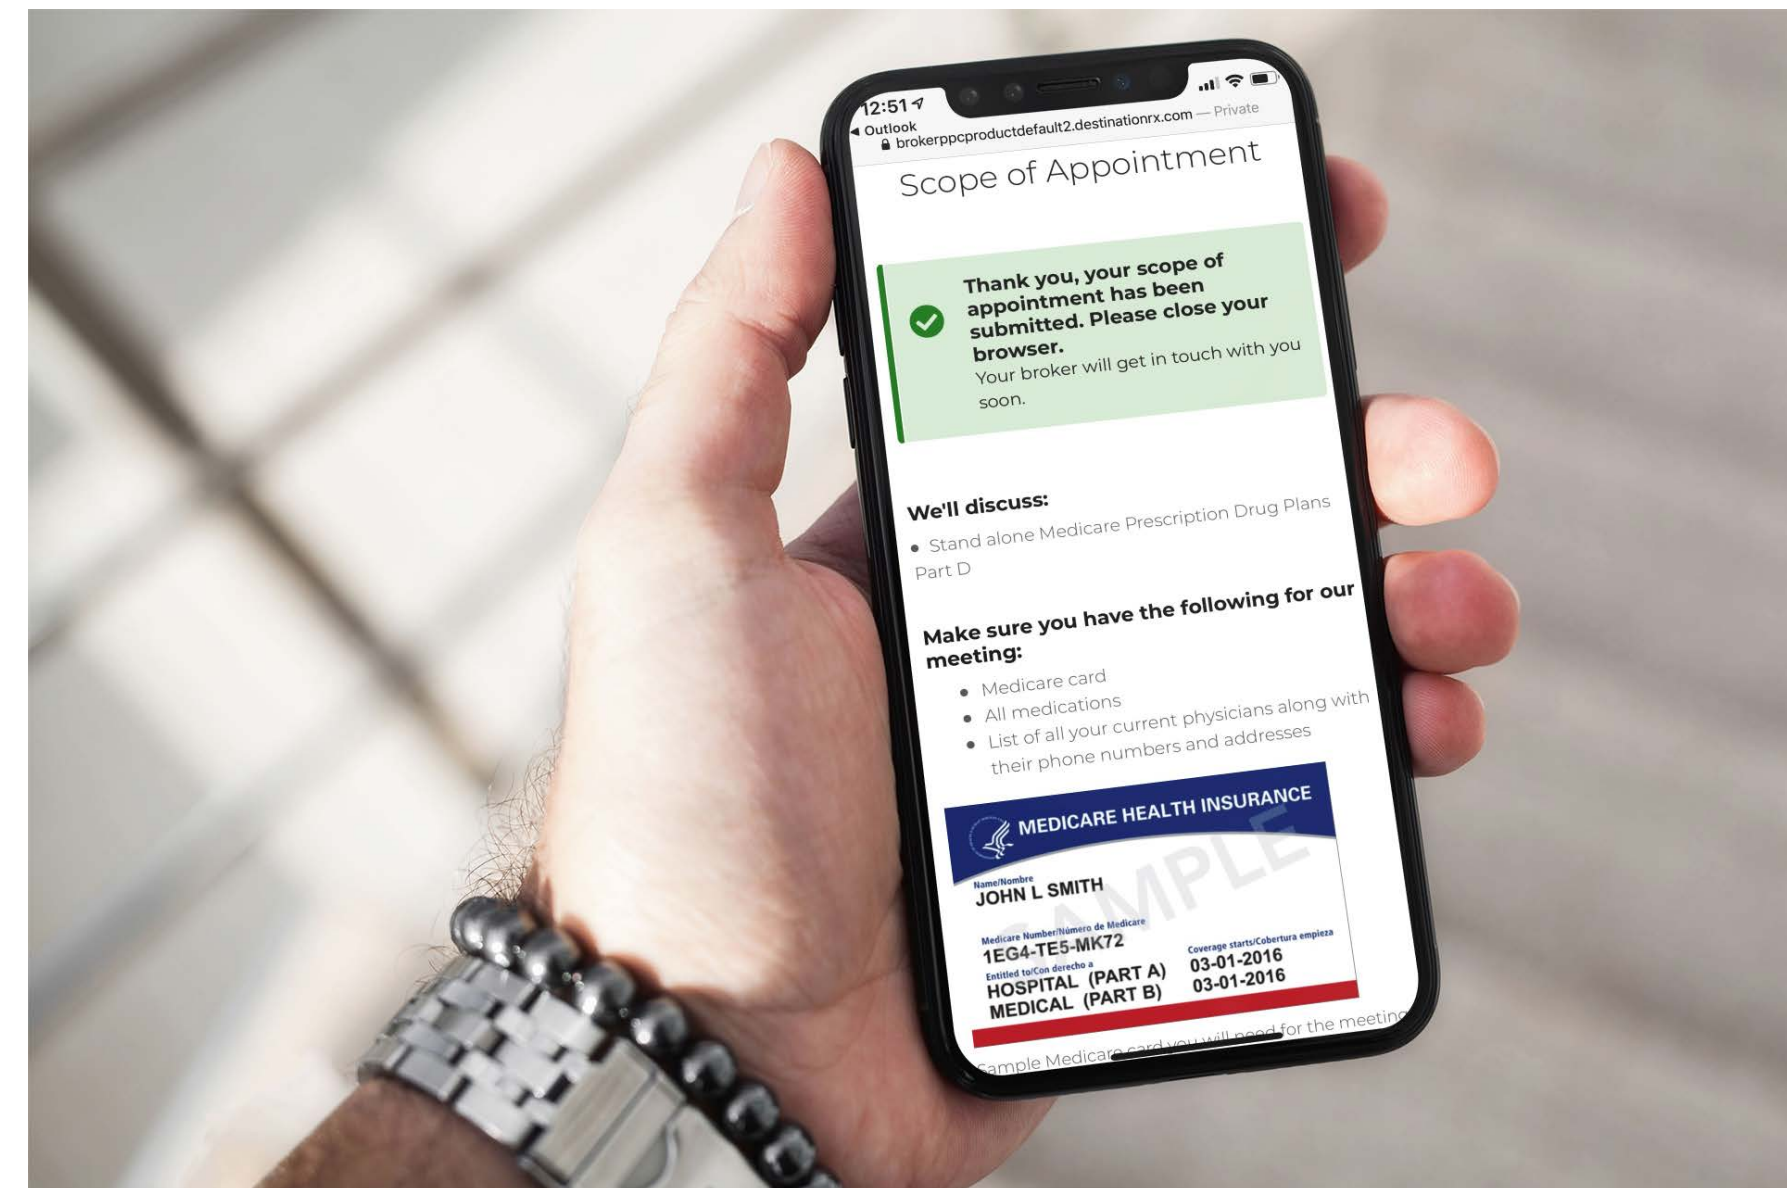 12:51
Outlook
brokerppcproductdefault2.destinationrx.com — Private
Scope of Appointment
Thank you, your scope of
appointment has been
submitted. Please close your
browser.
Your broker will get in touch with you
soon.
We'll discuss:
• Stand alone Medicare Prescription Drug Plans
Part D
Make sure you have the following for our
meeting:
• Medicare card
• All medications
• List of all your current physicians along with
their phone numbers and addresses
MEDICARE HEALTH INSURANCE
SAMPLE
Name/Nombre
JOHN L SMITH
Medicare Number/Número de Medicare
1EG4-TE5-MK72
Entitled to/Con derecho a
HOSPITAL (PART A)
MEDICAL (PART B)
Coverage starts/Cobertura empieza
03-01-2016
03-01-2016
Sample Medicare card you will need for the meeting